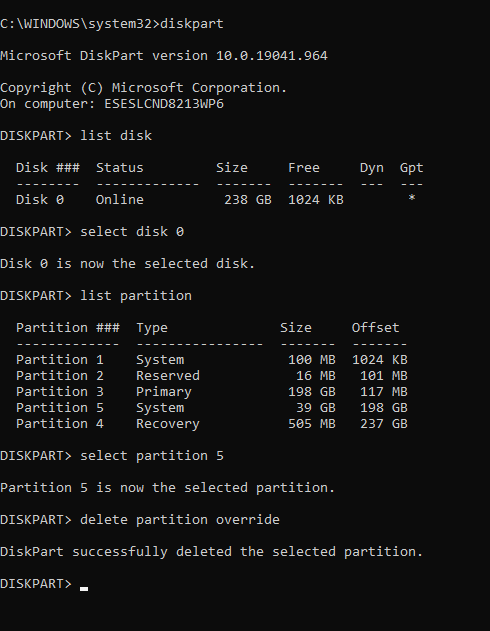 C:\WINDOWS\system32>diskpart
Microsoft DiskPart version 10.0.19041.964
Copyright (C) Microsoft Corporation.
On computer: ESESLCND8213WP6
DISKPART> list disk
  Disk ###  Status         Size     Free     Dyn  Gpt
  --------  -------------  -------  -------  ---  ---
  Disk 0    Online          238 GB  1024 KB        *
DISKPART> select disk 0
Disk 0 is now the selected disk.
DISKPART> list partition
  Partition ###  Type              Size     Offset
  -------------  ----------------  -------  -------
  Partition 1    System             100 MB  1024 KB
  Partition 2    Reserved            16 MB   101 MB
  Partition 3    Primary            198 GB   117 MB
  Partition 5    System              39 GB   198 GB
  Partition 4    Recovery           505 MB   237 GB
DISKPART> select partition 5
Partition 5 is now the selected partition.
DISKPART> delete partition override
DiskPart successfully deleted the selected partition.
DISKPART>